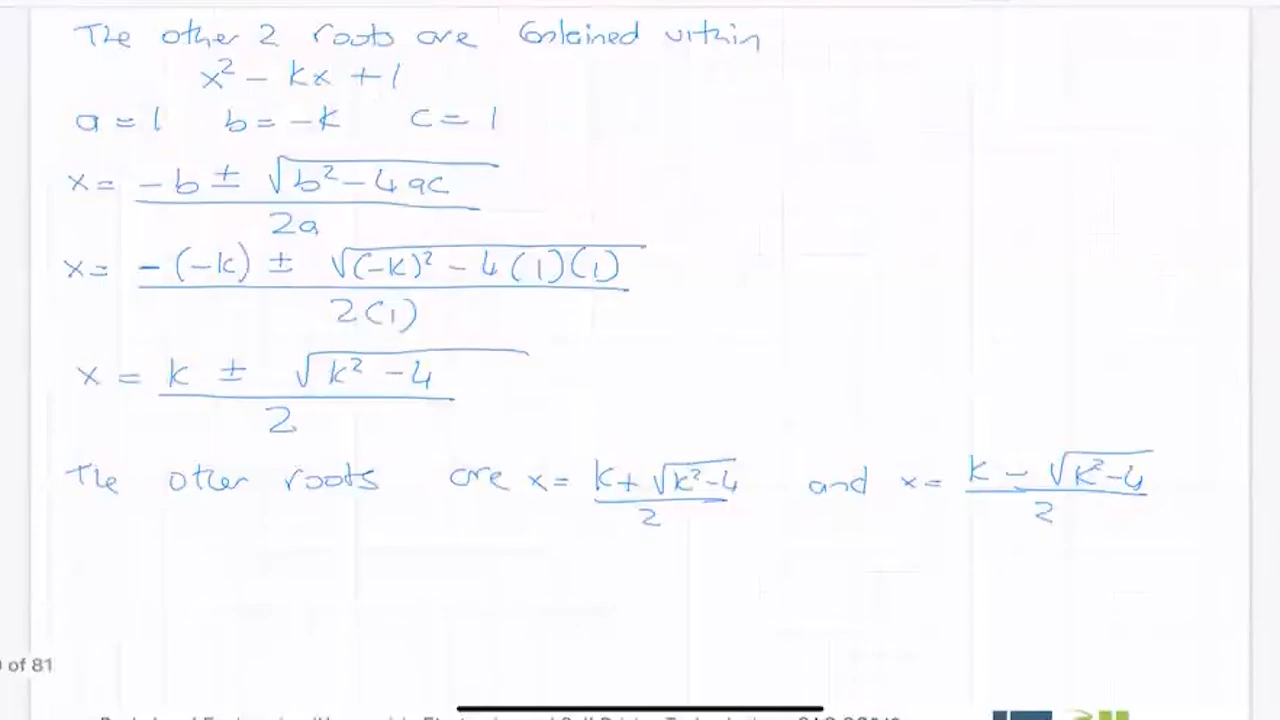 The other 2 roots are contained within
x² - kx + 1
a = 1 b = -k c = 1
x = -b ± √b² - 4ac / 2a
x = -(-k) ± √(-k)² - 4(1)(1) / 2(1)
x = k ± √k² - 4 / 2
The other roots are x = k + √k² - 4 / 2 and x = k - √k² - 4 / 2
of 81